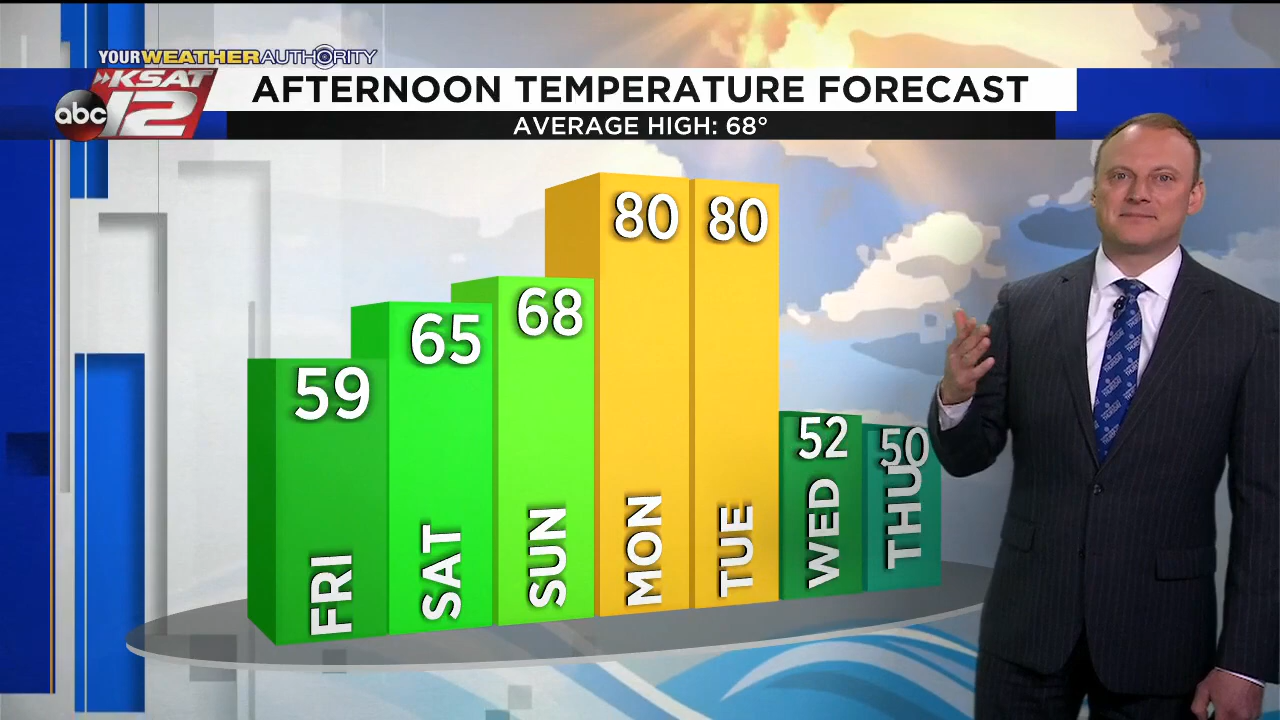 YOURWEATHERAUTHORITY
KSAT
abc 12
AFTERNOON TEMPERATURE FORECAST
AVERAGE HIGH: 68°
59
65
68
80
80
52
50
FRI
SAT
SUN
MON
TUE
WED
THU